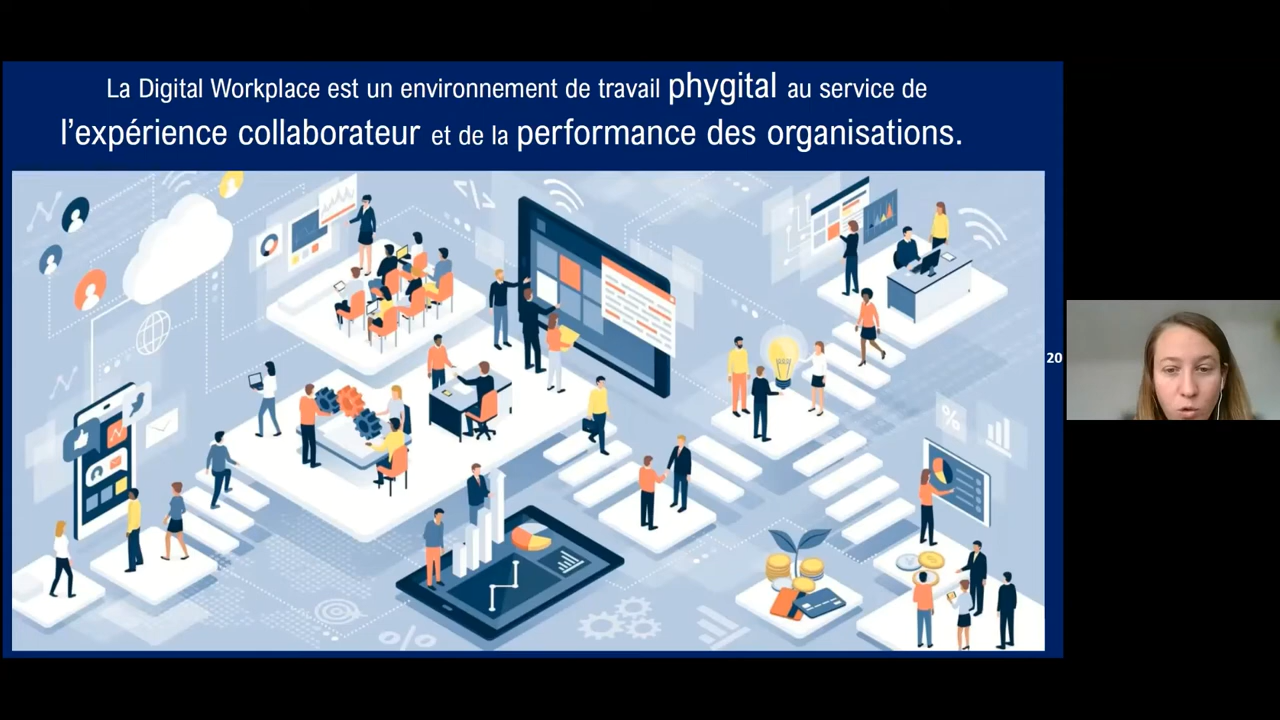 La Digital Workplace est un environnement de travail phygital au service de
l’expérience collaborateur et de la performance des organisations.
</>
%
20
%